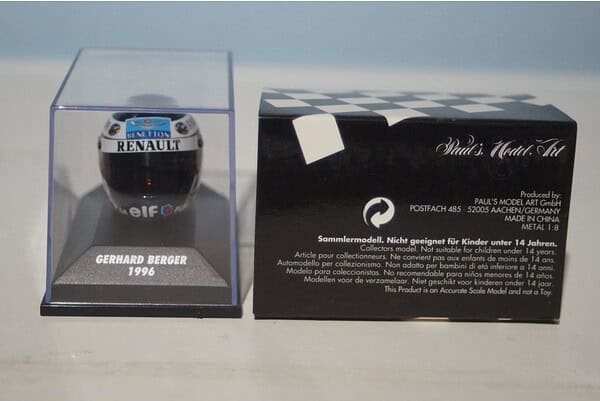 BENETTON
RENAULT
elf
GERHARD BERGER
1996
Paul's Model Art
Produced by:
PAUL'S MODEL ART GmbH
POSTFACH 485 · 52005 AACHEN/GERMANY
MADE IN CHINA
METAL 1:8
Sammlermodell. Nicht geeignet für Kinder unter 14 Jahren.
Collectors model. Not suitable for children under 14 years.
Article pour collectionneurs. Ne convient pas aux enfants de moins de 14 ans.
Automodello per collezionismo. Non adatto per bambini di età inferiore a 14 anni.
Modelo para coleccionistas. No recomendable para niños menores de 14 años.
Modellen voor de verzamelaar. Niet geschikt voor kinderen onder 14 jaar.
This Product is an Accurate Scale Model and not a Toy.